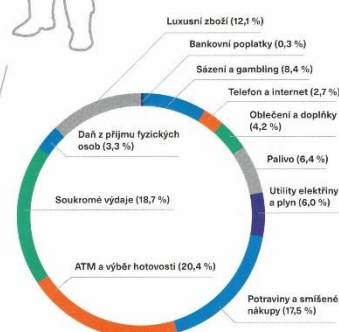 Luxusní zboží (12,1 %)
Bankovní poplatky (0,3 %)
Sázení a gambling (8,4 %)
Telefon a internet (2,7 %)
Oblečení a doplňky
(4,2 %)
Palivo (6,4 %)
Utility elektřiny
a plyn (6,0 %)
Potraviny a smíšené
nákupy (17,5 %)
ATM a výběr hotovosti (20,4 %)
Soukromé výdaje (18,7 %)
Daň z příjmu fyzických
osob (3,3 %)